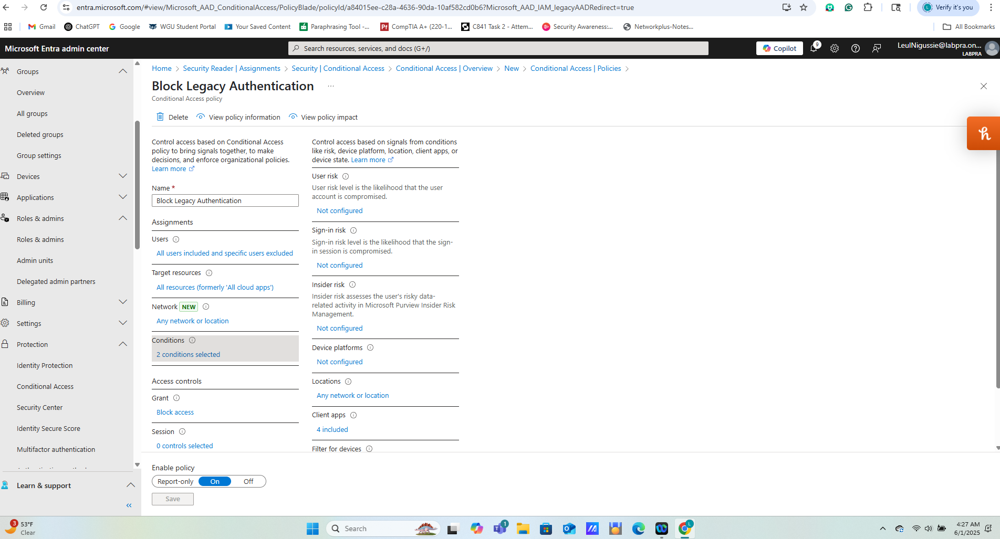 entra.microsoft.com/#view/Microsoft_AAD_ConditionalAccess/PolicyBlade/policyId/a84015ee-c28a-4636-90da-10af582cd0b6?Microsoft_AAD_IAM_legacyAADRedirect=true
L Verify it's you
Gmail
ChatGPT
Google
WGU Student Portal
Your Saved Content
Paraphrasing Tool -...
Pf CompTIA A+ (220-1...
C841 Task 2 - Attem...
Security Awareness:...
Networkplus-Notes...
All Bookmarks
Microsoft Entra admin center
Search resources, services, and docs (G+/)
Copilot
9
LeulNigussie@labpra.on...
LABPRA
Groups
Overview
All groups
Deleted groups
Group settings
Devices
Applications
Roles & admins
Roles & admins
Admin units
Delegated admin partners
Billing
Settings
Protection
Identity Protection
Conditional Access
Security Center
Identity Secure Score
Multifactor authentication
Learn & support
«
Home > Security Reader | Assignments > Security | Conditional Access > Conditional Access | Overview > New > Conditional Access | Policies >
Block Legacy Authentication ...
Conditional Access policy
Delete
View policy information
View policy impact
Control access based on Conditional Access
policy to bring signals together, to make
decisions, and enforce organizational policies.
Learn more
Name *
Block Legacy Authentication
Assignments
Users
All users included and specific users excluded
Target resources
All resources (formerly 'All cloud apps')
Network NEW
Any network or location
Conditions
2 conditions selected
Access controls
Grant
Block access
Session
0 controls selected
Control access based on signals from conditions
like risk, device platform, location, client apps, or
device state. Learn more
User risk
User risk level is the likelihood that the user
account is compromised.
Not configured
Sign-in risk
Sign-in risk level is the likelihood that the sign-
in session is compromised.
Not configured
Insider risk
Insider risk assesses the user's risky data-
related activity in Microsoft Purview Insider Risk
Management.
Not configured
Device platforms
Not configured
Locations
Any network or location
Client apps
4 included
Filter for devices
Enable policy
Report-only On Off
Save
h
3
53°F
Clear
Search
1
L
4:27 AM
6/1/2025